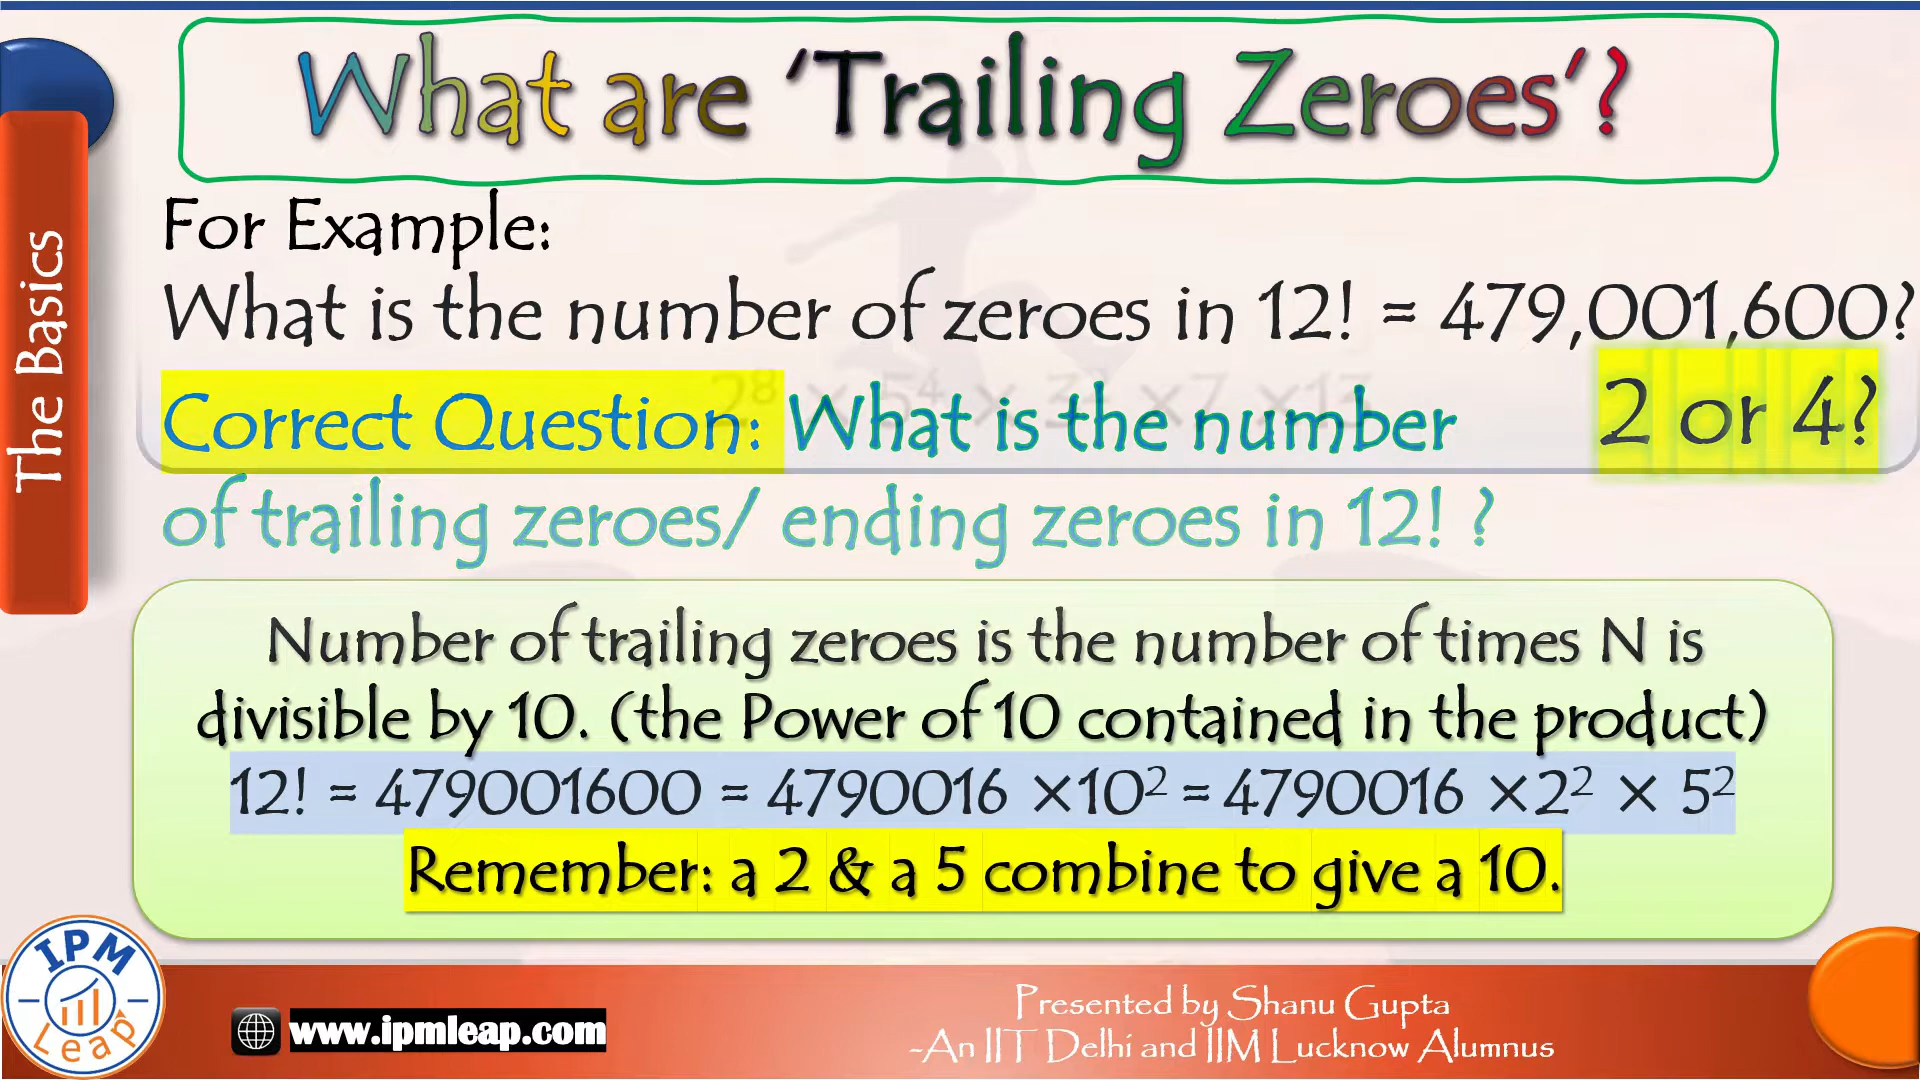 What are ‘Trailing Zeroes’?
The Basics
For Example:
What is the number of zeroes in 12! = 479,001,600?
Correct Question: What is the number
2 or 4?
of trailing zeroes/ ending zeroes in 12! ?
Number of trailing zeroes is the number of times N is
divisible by 10. (the Power of 10 contained in the product)
12! = 479001600 = 4790016 ×10² = 4790016 ×2² × 5²
Remember: a 2 & a 5 combine to give a 10.
IPM
Leap
www.ipmleap.com
Presented by Shanu Gupta
-An IIT Delhi and IIM Lucknow Alumnus